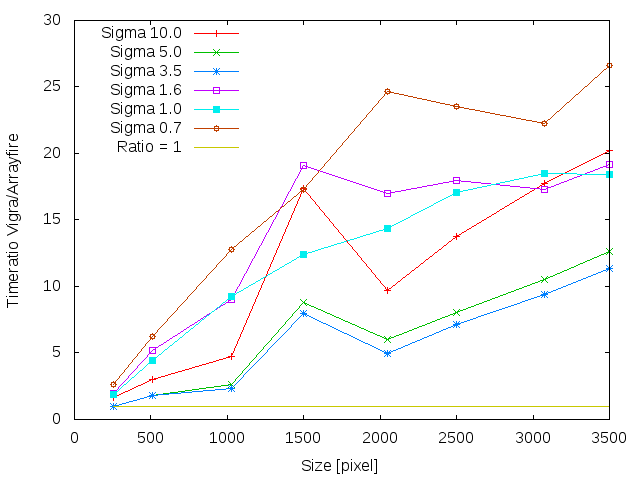 30
25
20
15
10
5
0
Timeratio Vigra/Arrayfire
Sigma 10.0
Sigma 5.0
Sigma 3.5
Sigma 1.6
Sigma 1.0
Sigma 0.7
Ratio = 1
0 500 1000 1500 2000 2500 3000 3500
Size [pixel]